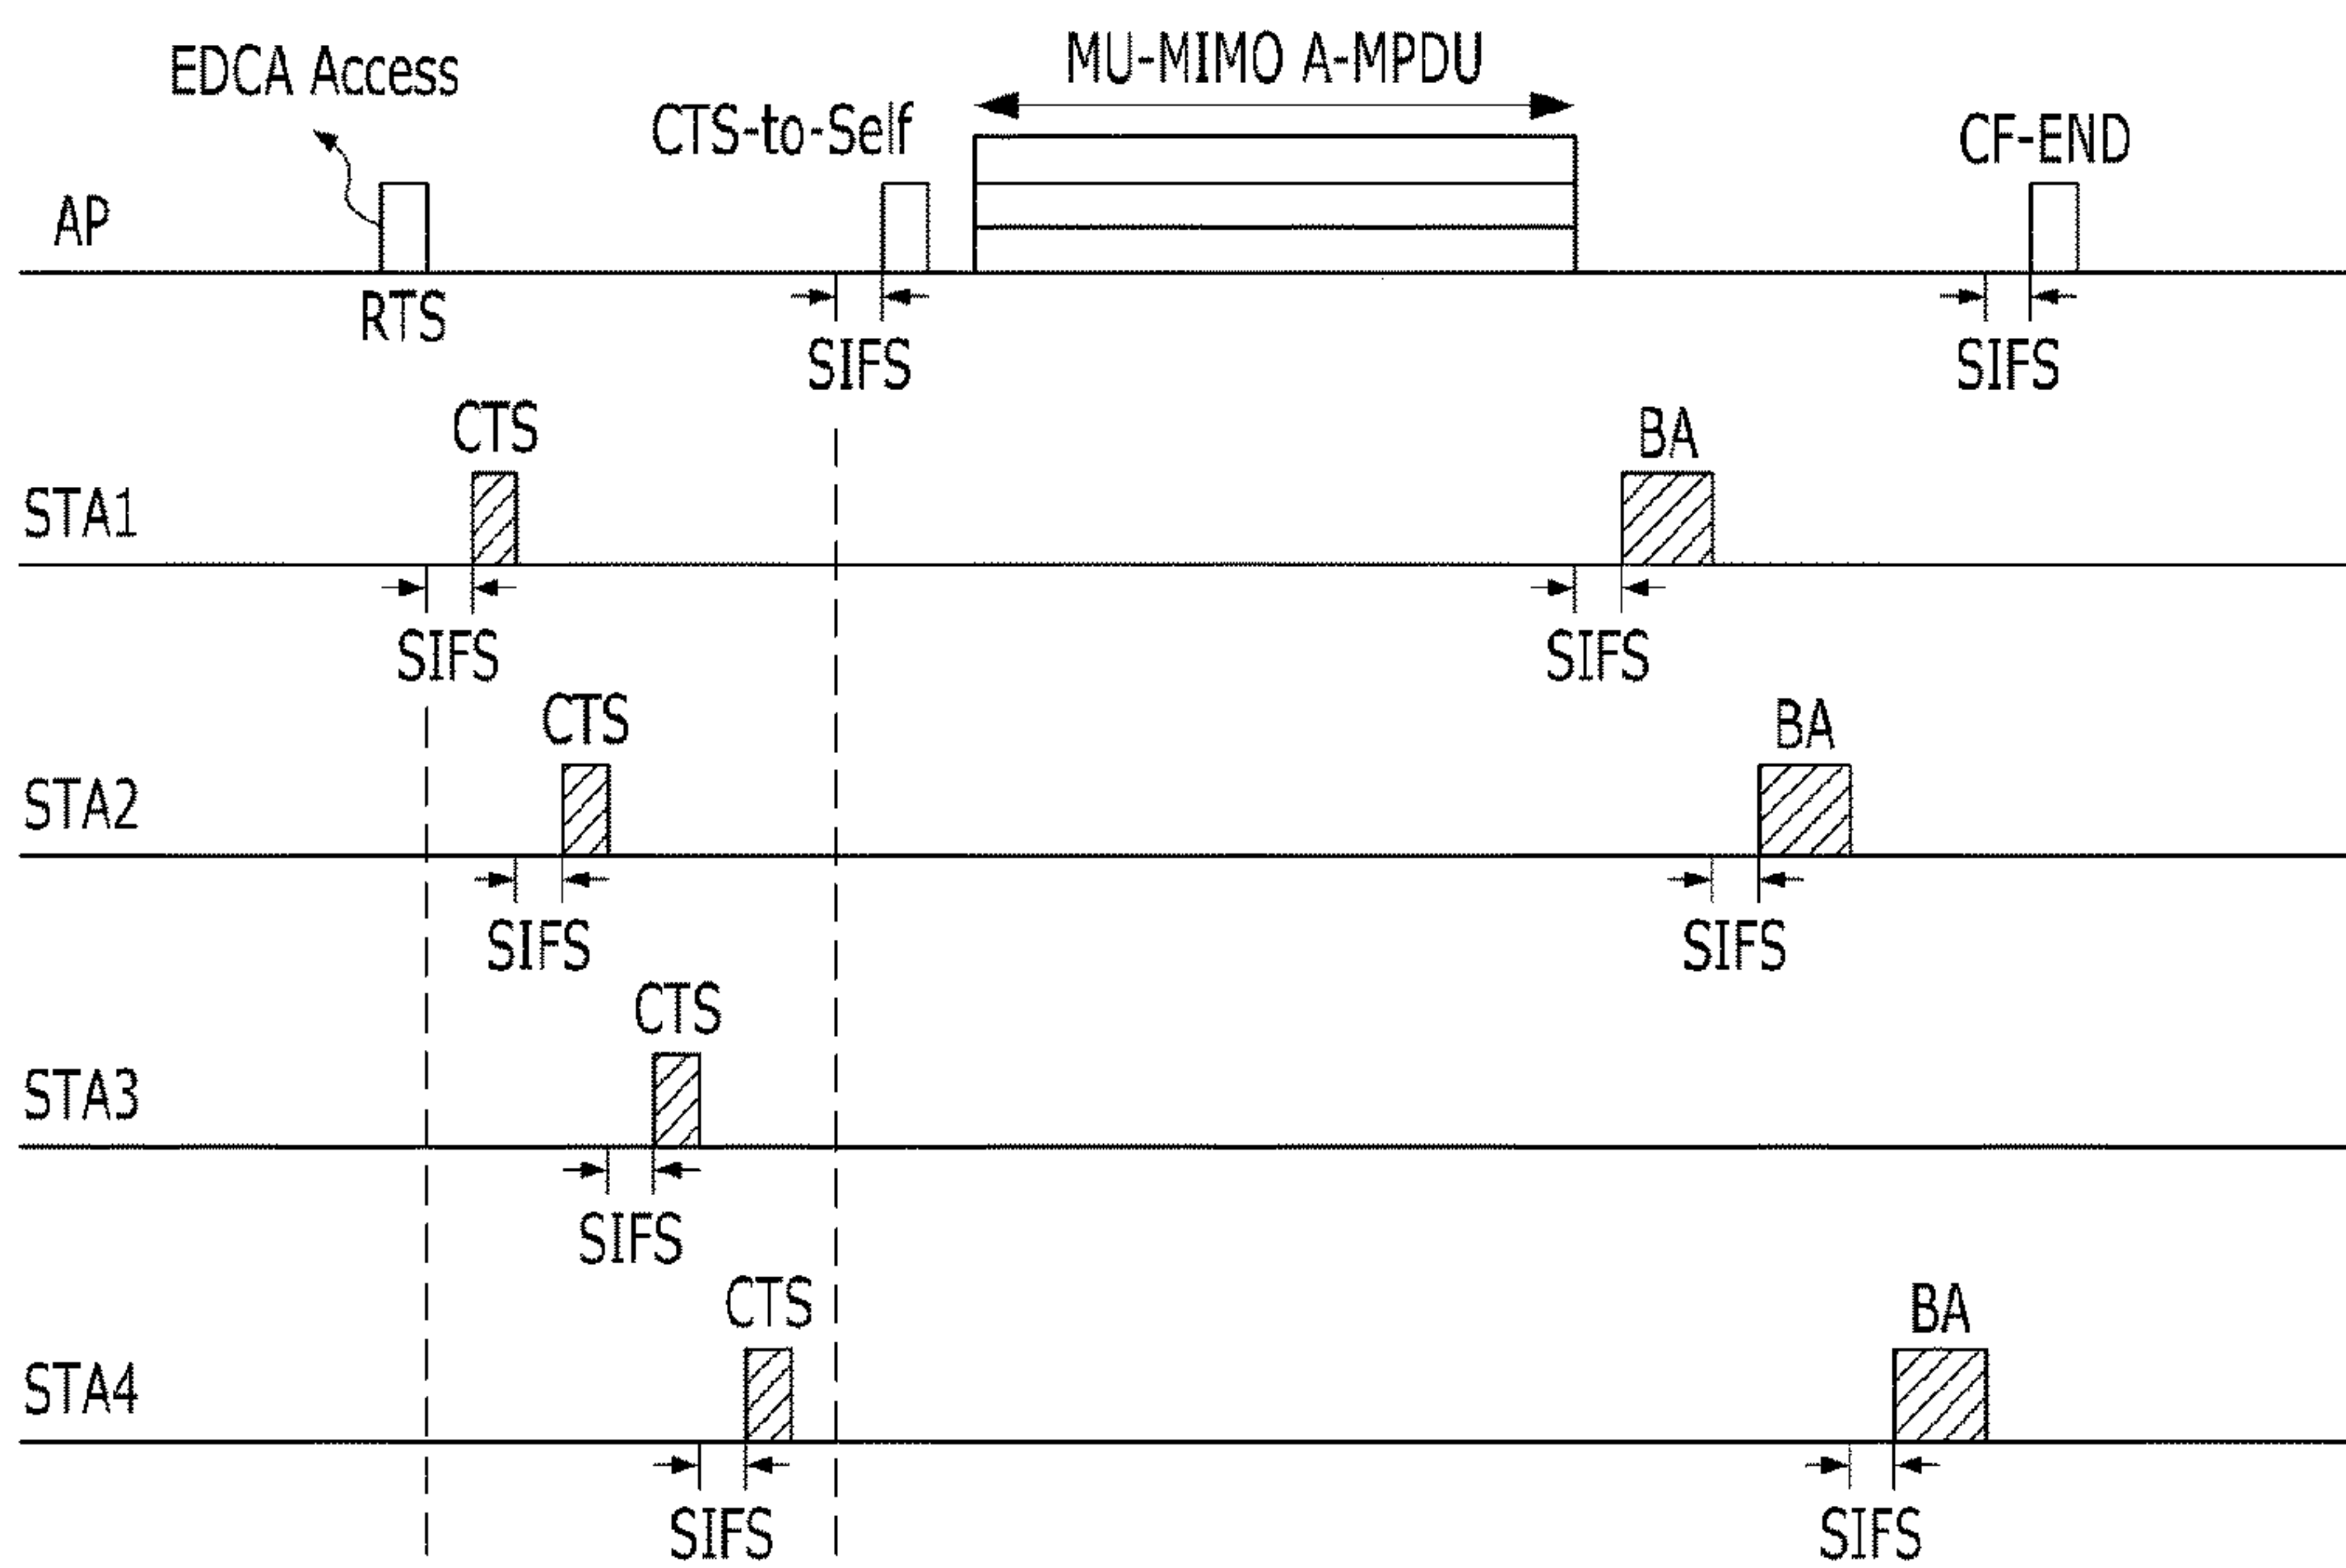 MU-MIMO A-MPDU
EDCA Access
CTS-to-Self
CF-END
AP
RTS
SIFS
SIFS
CTS
BA
STA1
SIFS
SIFS
CTS
BA
STA2
SIFS
SIFS
CTS
STA3
SIFS
CTS
BA
STA4
SIFS
SIFS